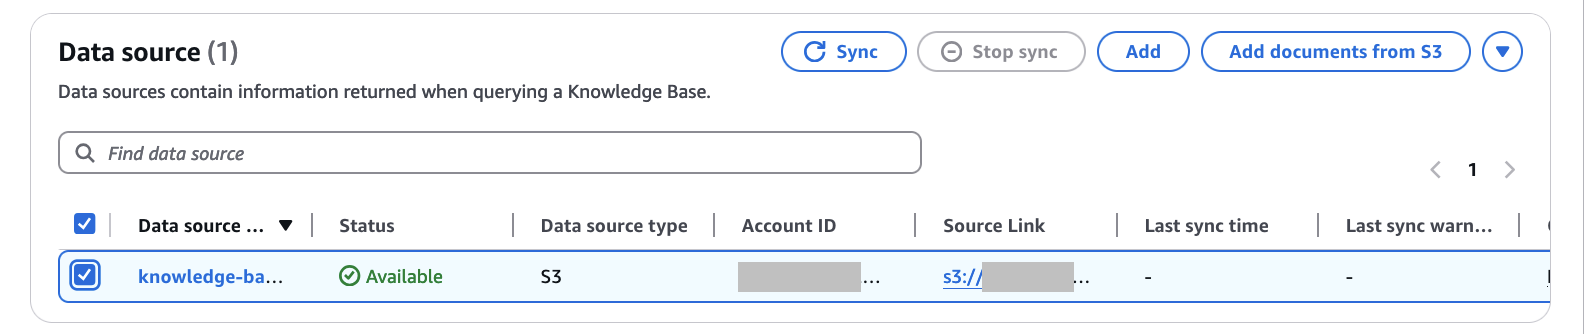 Data source (1)
Sync
Stop sync
Add
Add documents from S3
Data sources contain information returned when querying a Knowledge Base.
Find data source
1
Data source ... Status Data source type Account ID Source Link Last sync time Last sync warn...
knowledge-ba... Available S3 ... s3://... - -